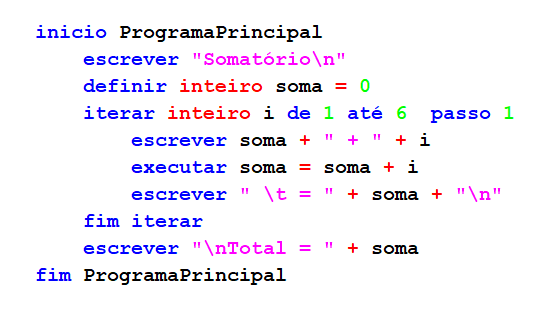 inicio ProgramaPrincipal
    escrever "Somatório\n"
    definir inteiro soma = 0
    iterar inteiro i de 1 até 6  passo 1
        escrever soma + " + " + i
        executar soma = soma + i
        escrever " \t = " + soma + "\n"
    fim iterar
    escrever "\nTotal = " + soma
fim ProgramaPrincipal